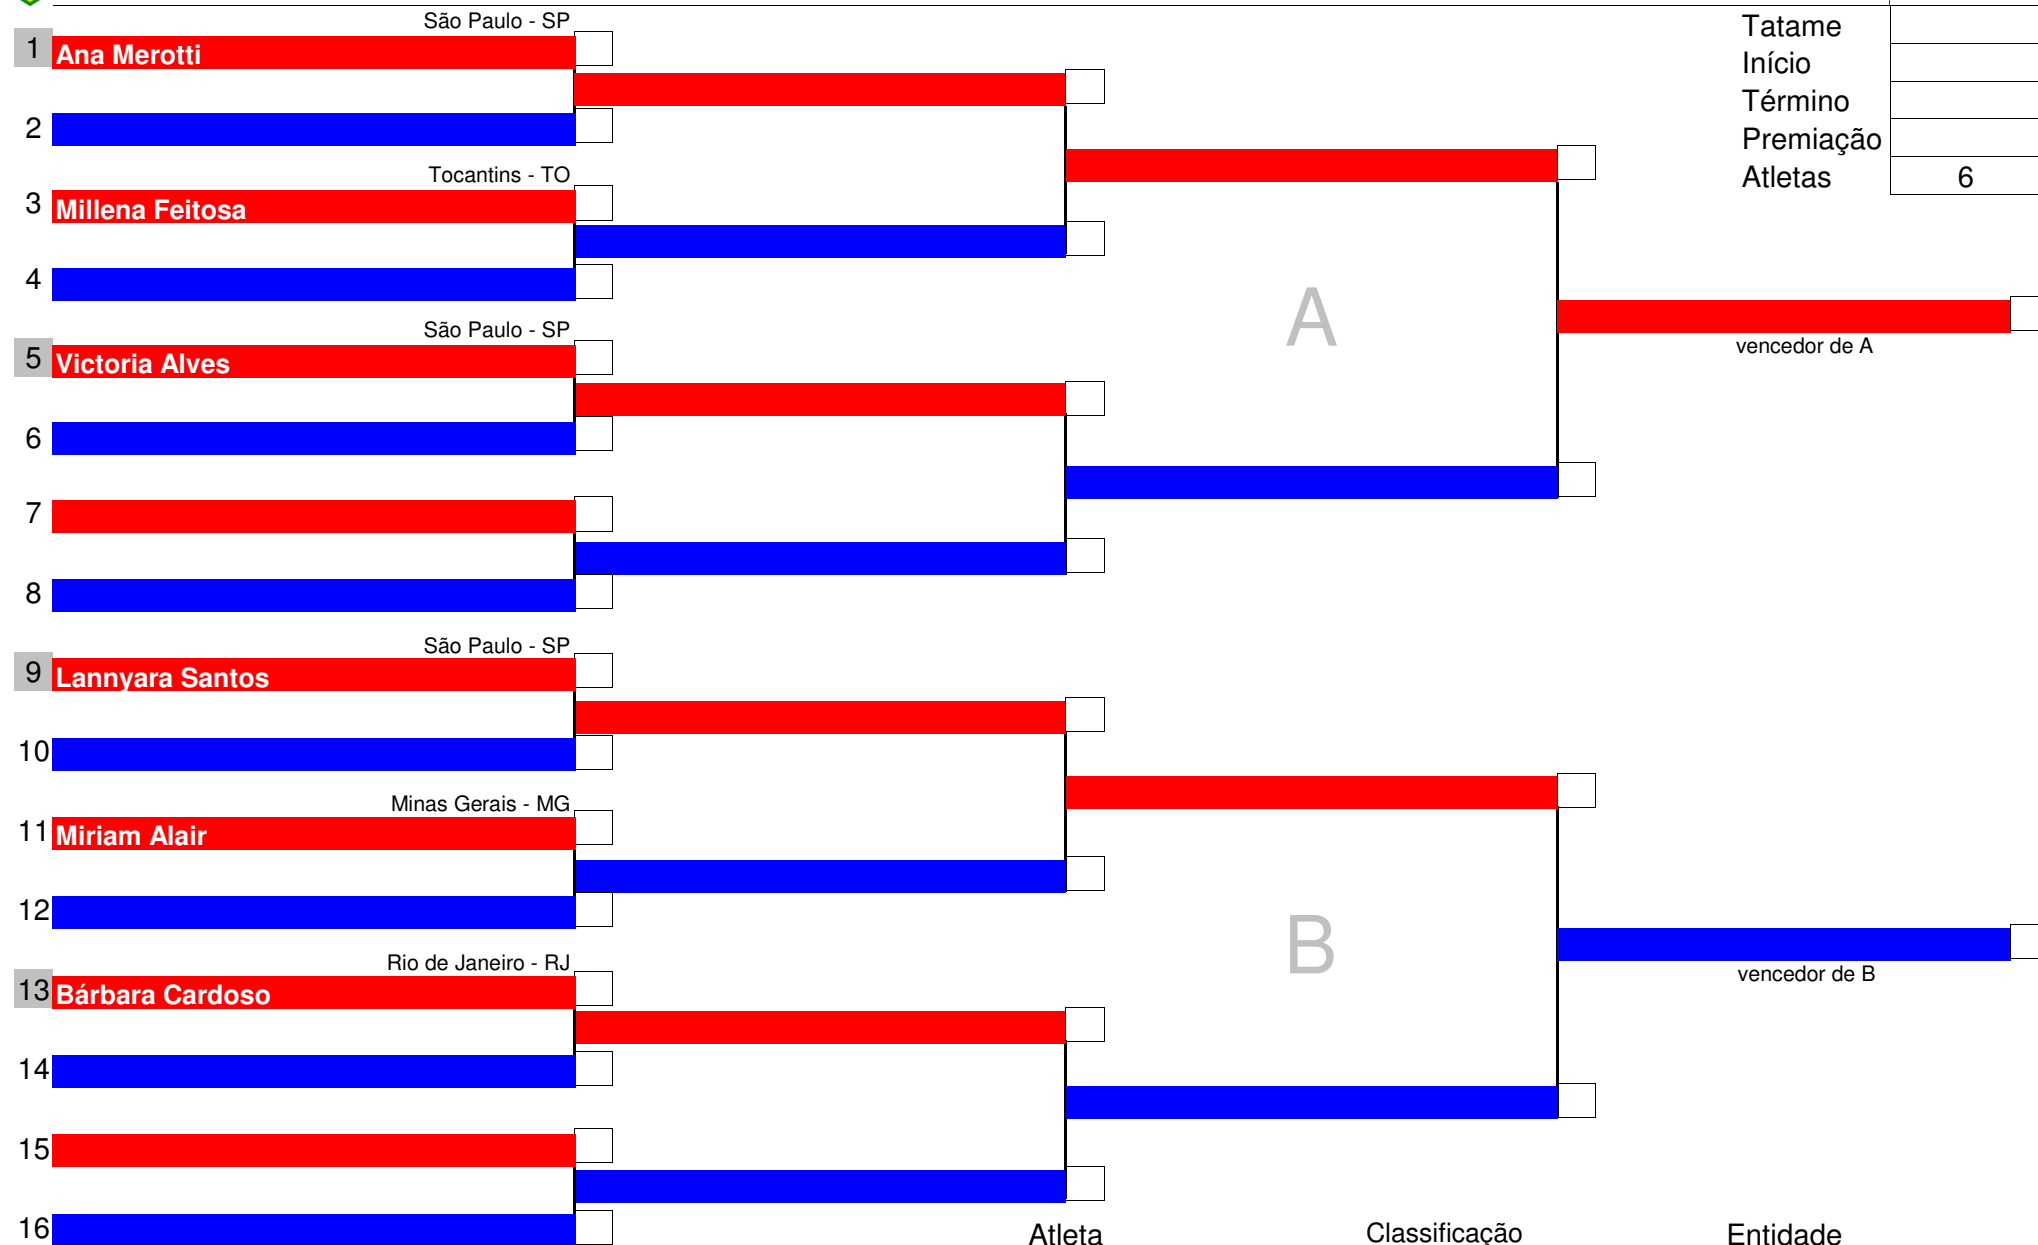 São Paulo - SP
Tatame
1 Ana Merotti
Início
Término
2
Premiação
Tocantins - TO
Atletas 6
3 Millena Feitosa
4
A
São Paulo - SP
vencedor de A
5 Victoria Alves
6
7
8
São Paulo - SP
9 Lannyara Santos
10
Minas Gerais - MG
11 Miriam Alair
12
B
Rio de Janeiro - RJ
vencedor de B
13 Bárbara Cardoso
14
15
16
Atleta Classificação Entidade